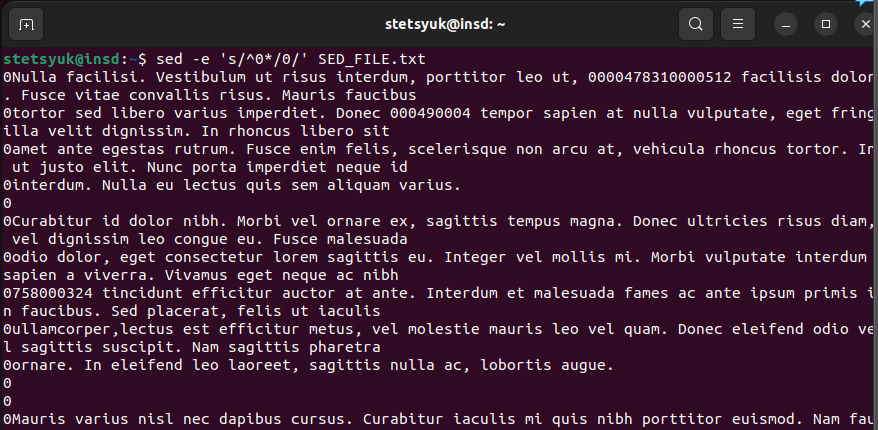 stetsyuk@insd: ~
stetsyuk@insd:~$ sed -e 's/^0*/0/' SED_FILE.txt
0Nulla facilisi. Vestibulum ut risus interdum, porttitor leo ut, 0000478310000512 facilisis dolor
. Fusce vitae convallis risus. Mauris faucibus
0tortor sed libero varius imperdiet. Donec 000490004 tempor sapien at nulla vulputate, eget fring
illa velit dignissim. In rhoncus libero sit
0amet ante egestas rutrum. Fusce enim felis, scelerisque non arcu at, vehicula rhoncus tortor. In
 ut justo elit. Nunc porta imperdiet neque id
0interdum. Nulla eu lectus quis sem aliquam varius.
0
0Curabitur id dolor nibh. Morbi vel ornare ex, sagittis tempus magna. Donec ultricies risus diam,
 vel dignissim leo congue eu. Fusce malesuada
0odio dolor, eget consectetur lorem sagittis eu. Integer vel mollis mi. Morbi vulputate interdum
sapien a viverra. Vivamus eget neque ac nibh
0758000324 tincidunt efficitur auctor at ante. Interdum et malesuada fames ac ante ipsum primis i
n faucibus. Sed placerat, felis ut iaculis
0ullamcorper,lectus est efficitur metus, vel molestie mauris leo vel quam. Donec eleifend odio ve
l sagittis suscipit. Nam sagittis pharetra
0ornare. In eleifend leo laoreet, sagittis nulla ac, lobortis augue.
0
0
0Mauris varius nisl nec dapibus cursus. Curabitur iaculis mi quis nibh porttitor euismod. Nam fau